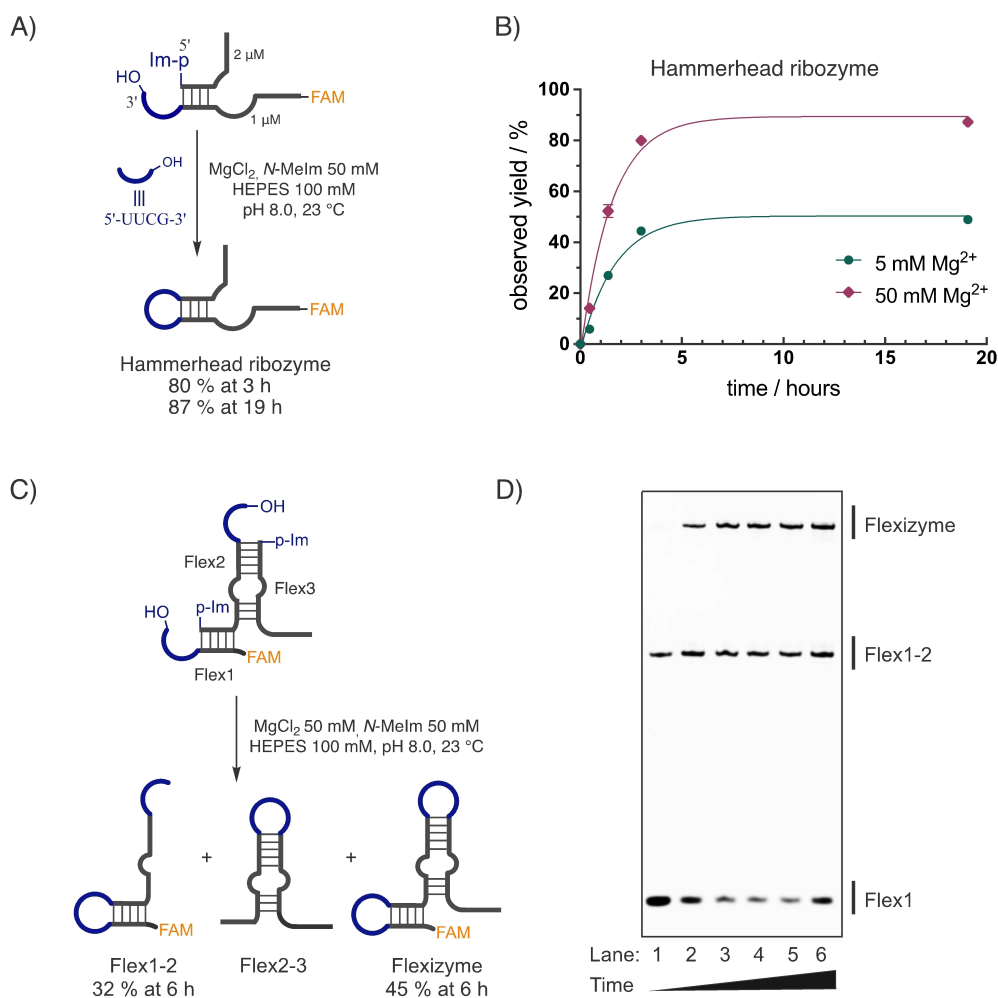 A)
5'
Im-p
2 µM
HO
3'
FAM
1 µM
OH
MgCl2, N-MeIm 50 mM
HEPES 100 mM
pH 8.0, 23 °C
5'-UUCG-3'
FAM
Hammerhead ribozyme
80 % at 3 h
87 % at 19 h
B)
Hammerhead ribozyme
observed yield / %
100
80
60
40
20
0
0
5
10
15
20
time / hours
5 mM Mg2+
50 mM Mg2+
C)
OH
p-Im
Flex2
Flex3
HO
p-Im
FAM
Flex1
MgCl2 50 mM, N-MeIm 50 mM
HEPES 100 mM, pH 8.0, 23 °C
+
+
FAM
FAM
Flex1-2
32 % at 6 h
Flex2-3
Flexizyme
45 % at 6 h
D)
Flexizyme
Flex1-2
Flex1
Lane: 1 2 3 4 5 6
Time